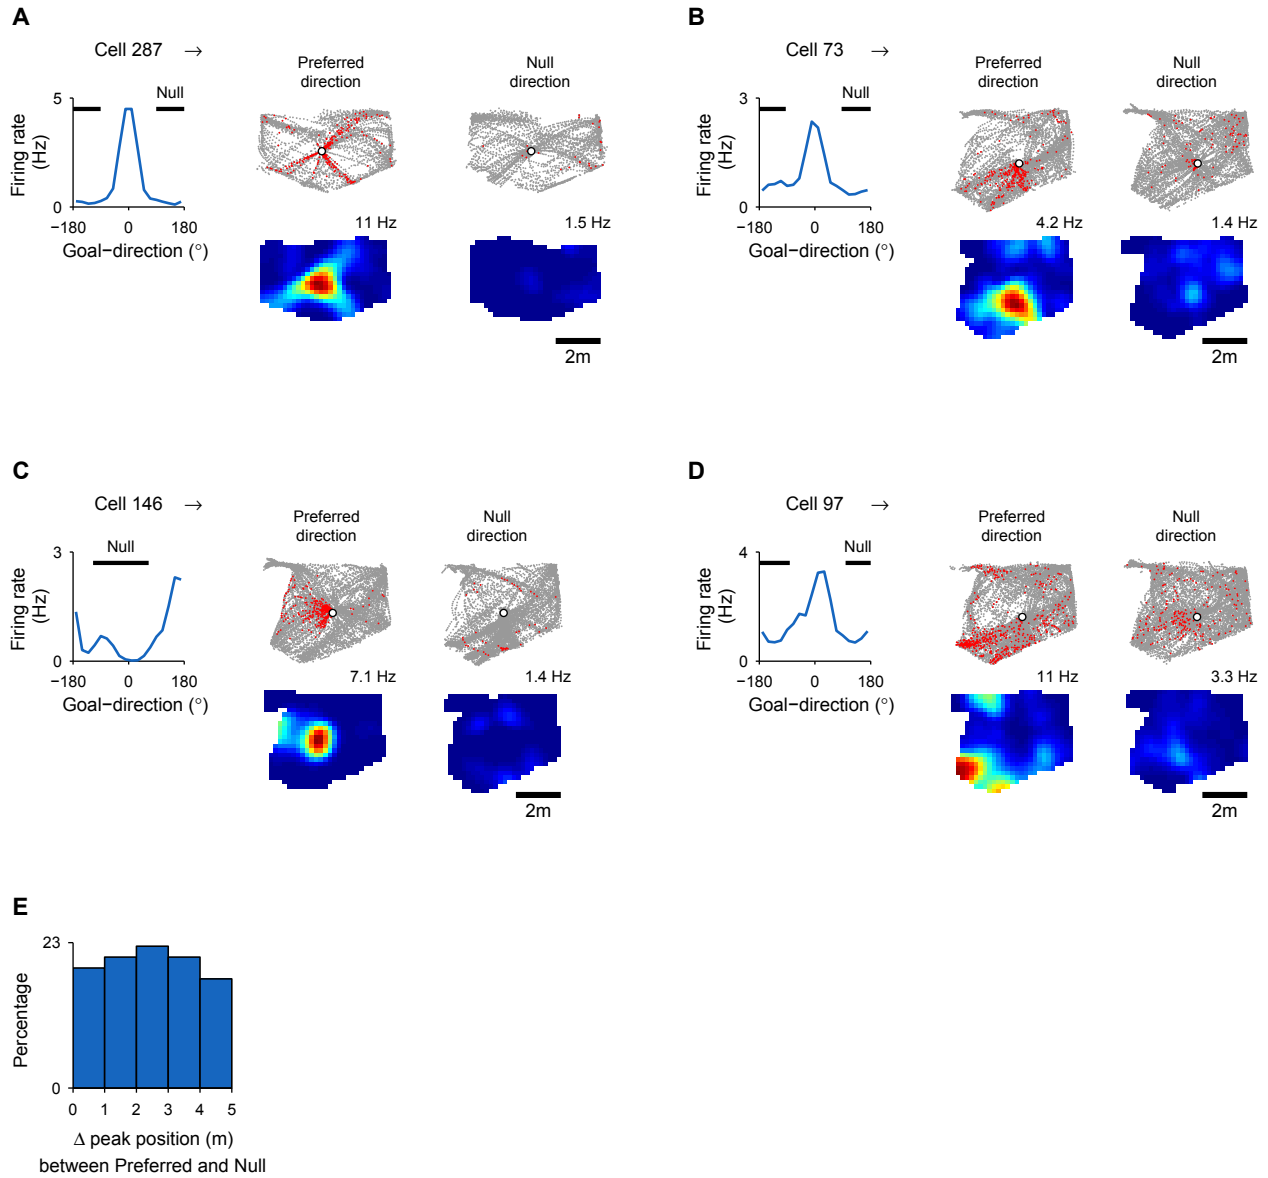 A
Cell 287 →
Null
5
Firing rate
(Hz)
0
−180 0 180
Goal−direction (°)
Preferred
direction
Null
direction
11 Hz
1.5 Hz
2m
B
Cell 73 →
Null
3
Firing rate
(Hz)
0
−180 0 180
Goal−direction (°)
Preferred
direction
Null
direction
4.2 Hz
1.4 Hz
2m
C
Cell 146 →
Null
3
Firing rate
(Hz)
0
−180 0 180
Goal−direction (°)
Preferred
direction
Null
direction
7.1 Hz
1.4 Hz
2m
D
Cell 97 →
Null
4
Firing rate
(Hz)
0
−180 0 180
Goal−direction (°)
Preferred
direction
Null
direction
11 Hz
3.3 Hz
2m
E
23
Percentage
0
0 1 2 3 4 5
Δ peak position (m)
between Preferred and Null